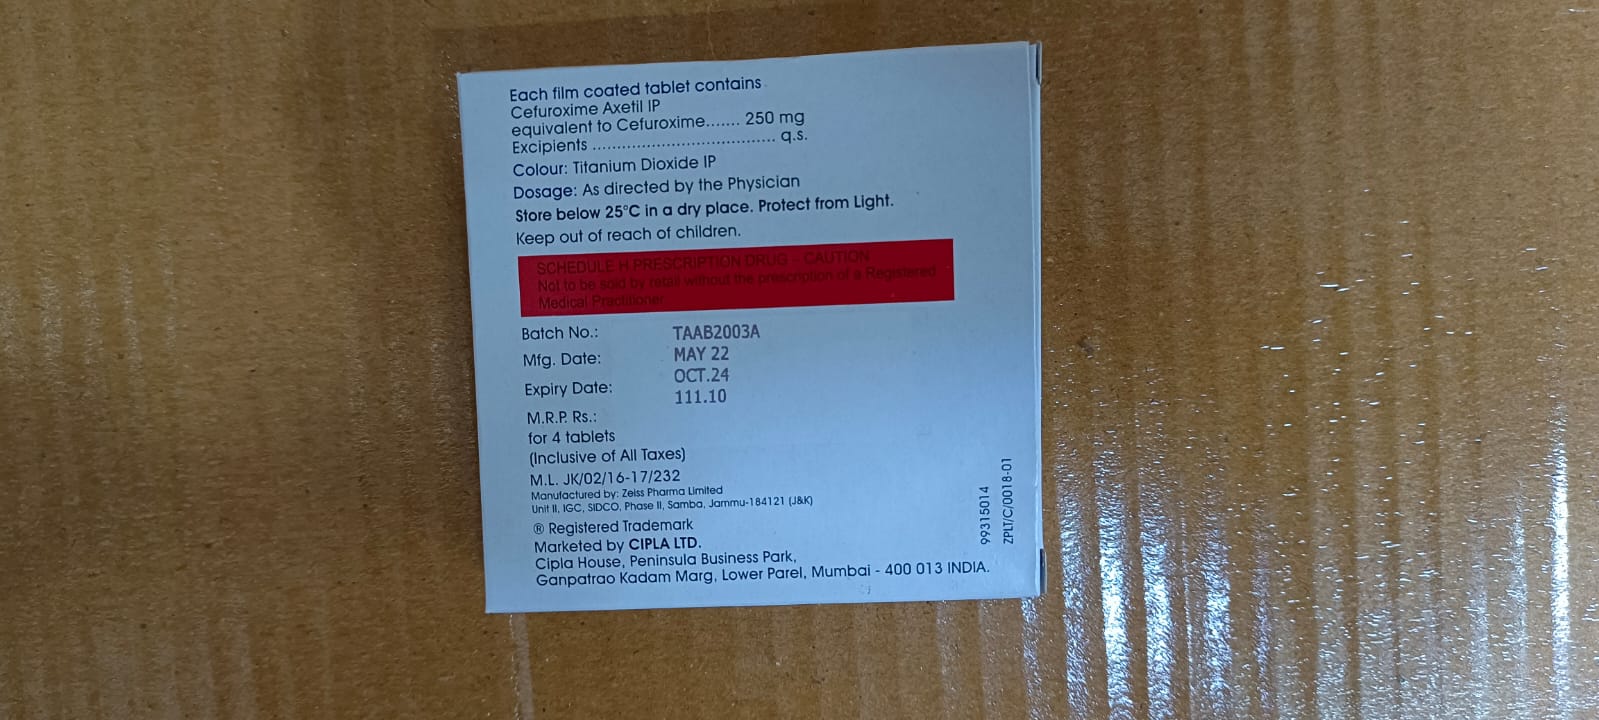 Each film coated tablet contains
Cefuroxime Axetil IP
equivalent to Cefuroxime....... 250 mg
Excipients .................................... q.s.
Colour: Titanium Dioxide IP
Dosage: As directed by the Physician
Store below 25°C in a dry place. Protect from Light.
Keep out of reach of children.
SCHEDULE H PRESCRIPTION DRUG - CAUTION
Not to be sold by retail without the prescription of a Registered
Medical Practitioner
Batch No.: TAAB2003A
Mfg. Date: MAY 22
Expiry Date: OCT.24
M.R.P. Rs.: 111.10
for 4 tablets
(Inclusive of All Taxes)
M.L. JK/02/16-17/232
Manufactured by: Zeiss Pharma Limited
Unit II, IGC, SIDCO, Phase II, Samba, Jammu-184121 (J&K)
® Registered Trademark
Marketed by CIPLA LTD.
Cipla House, Peninsula Business Park,
Ganpatrao Kadam Marg, Lower Parel, Mumbai - 400 013 INDIA.
99315014
ZPLT/C/0018-01